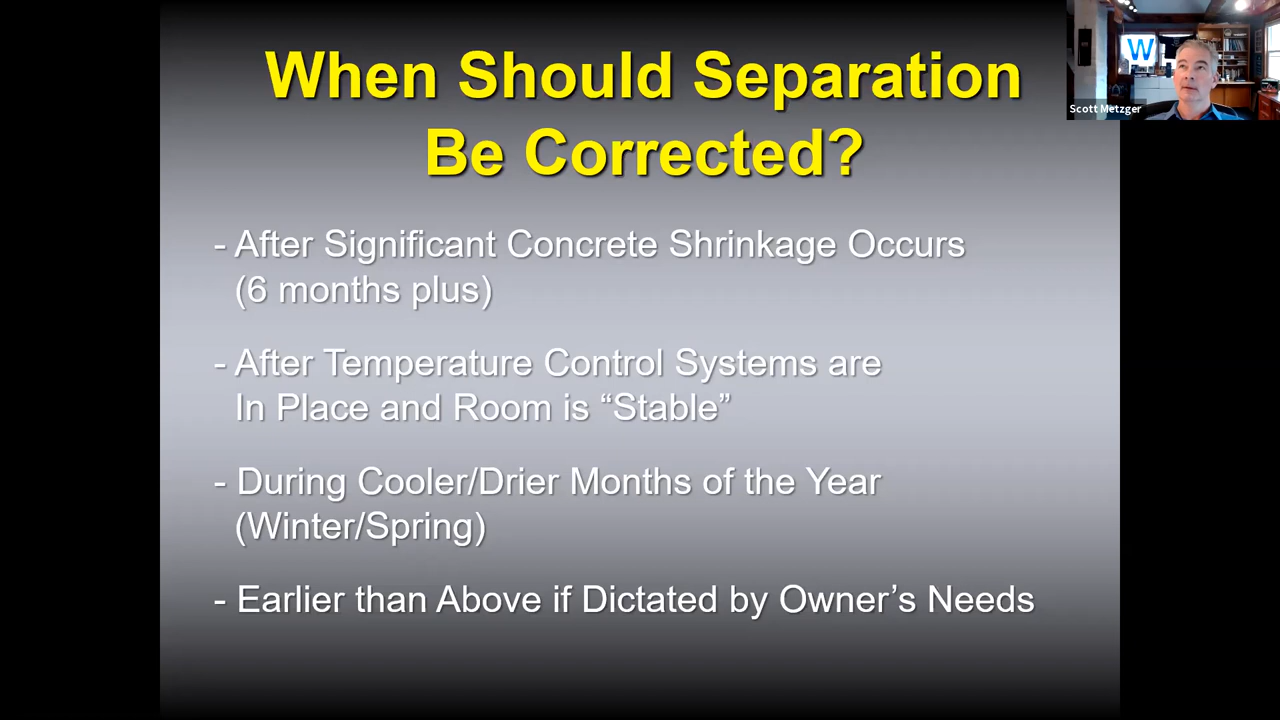 When Should Separation
Be Corrected?
- After Significant Concrete Shrinkage Occurs
(6 months plus)
- After Temperature Control Systems are
In Place and Room is “Stable”
- During Cooler/Drier Months of the Year
(Winter/Spring)
- Earlier than Above if Dictated by Owner’s Needs
W
Scott Metzger